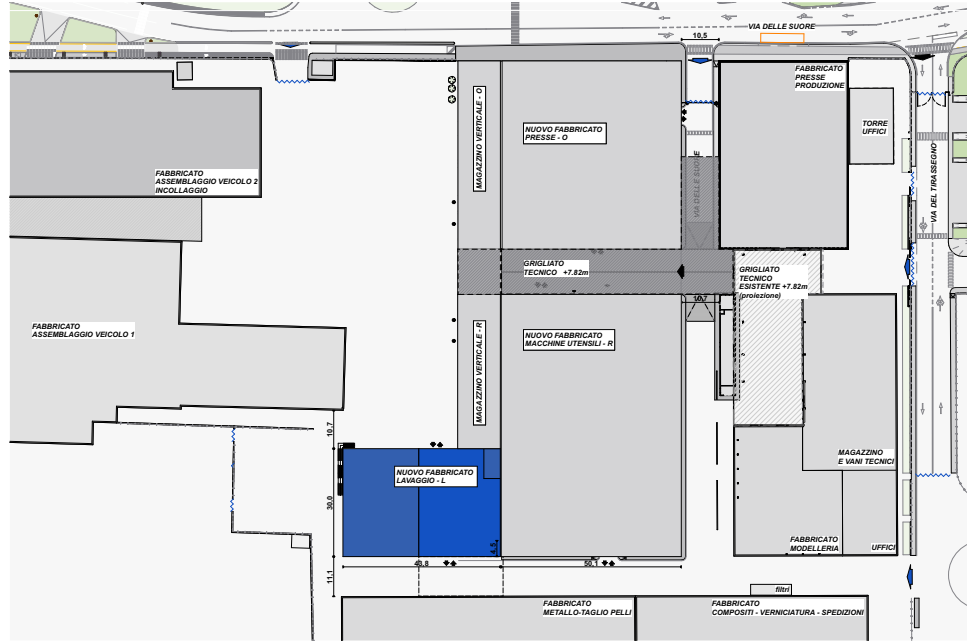 VIA DELLE SUORE
10,5
FABBRICATO
PRESSE
PRODUZIONE
TORRE
UFFICI
MAGAZZINO VERTICALE - O
NUOVO FABBRICATO
PRESSE - O
VIA DELLE SUORE
VIA DEL TIRASSEGNO
FABBRICATO
ASSEMBLAGGIO VEICOLO 2
INCOLLAGGIO
GRIGLIATO
TECNICO +7.82m
GRIGLIATO
TECNICO
ESISTENTE +7.82m
(proiezione)
10,7
FABBRICATO
ASSEMBLAGGIO VEICOLO 1
MAGAZZINO VERTICALE - R
NUOVO FABBRICATO
MACCHINE UTENSILI - R
10,7
NUOVO FABBRICATO
LAVAGGIO - L
30,0
4,5
MAGAZZINO
E VANI TECNICI
FABBRICATO
MODELLERIA
UFFICI
43,8
50,1
11,1
filtri
FABBRICATO
METALLO-TAGLIO PELLI
FABBRICATO
COMPOSITI - VERNICIATURA - SPEDIZIONI